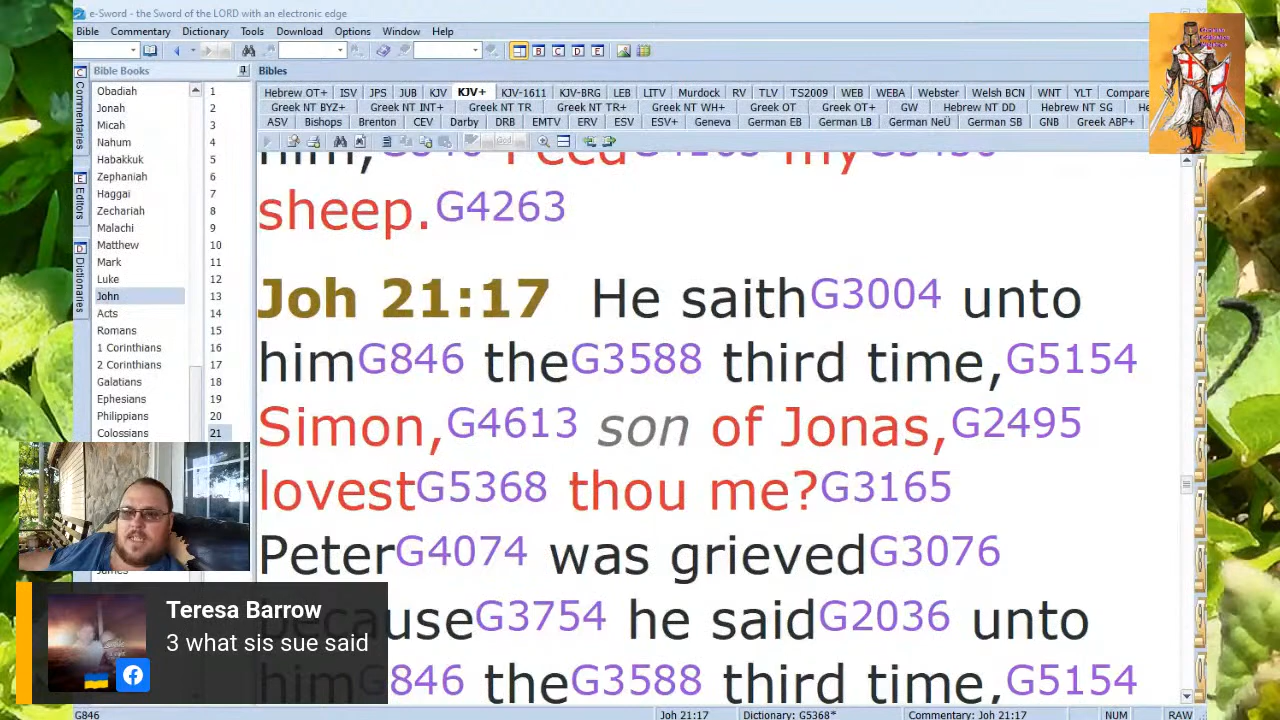 e-Sword - the Sword of the LORD with an electronic edge
Bible Commentary Dictionary Tools Download Options Window Help
Bible Books
Bibles
Hebrew OT+ ISV JPS JUB KJV KJV+ KJV-1611 KJV-BRG LEB LITV Murdock RV TLV TS2009 WEB WEBA Webster Welsh BCN WNT YLT Compare
Greek NT BYZ+ Greek NT INT+ Greek NT TR Greek NT TR+ Greek NT WH+ Greek OT Greek OT+ GW Hebrew NT DD Hebrew NT SG He
ASV Bishops Brenton CEV Darby DRB EMTV ERV ESV ESV+ Geneva German EB German LB German NeÜ German SB GNB Greek ABP+
Commentaries
Editors
Dictionaries
Obadiah 1
Jonah 2
Micah 3
Nahum 4
Habakkuk 5
Zephaniah 6
Haggai 7
Zechariah 8
Malachi 9
Matthew 10
Mark 11
Luke 12
John 13
Acts 14
Romans 15
1 Corinthians 16
2 Corinthians 17
Galatians 18
Ephesians 19
Philippians 20
Colossians 21
him,G846 FeedG4165 myG3450
sheep.G4263
Joh 21:17 He saithG3004 unto
himG846 theG3588 third time,G5154
Simon,G4613 son of Jonas,G2495
lovestG5368 thou me?G3165
PeterG4074 was grievedG3076
becauseG3754 he saidG2036 unto
himG846 theG3588 third time,G5154
Teresa Barrow
3 what sis sue said
G846 Joh 21:17 Dictionary: G5368* Commentary: Joh 21:17 NUM RAW